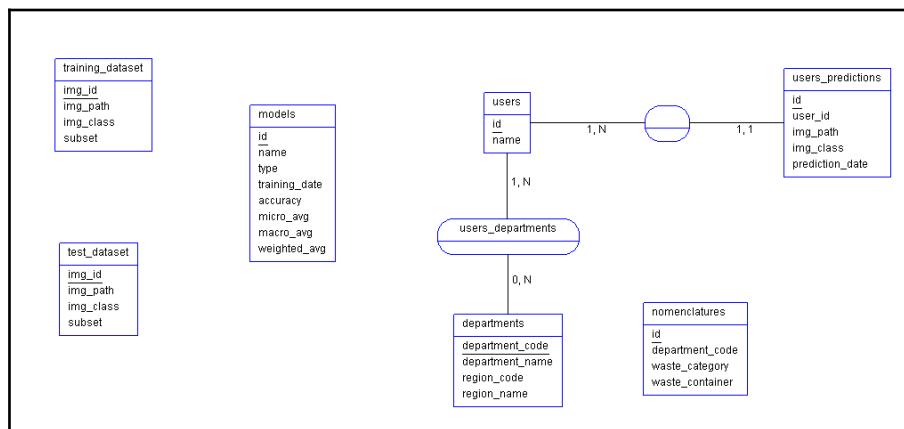 training_dataset
img_id
img_path
img_class
subset
models
id
name
type
training_date
accuracy
micro_avg
macro_avg
weighted_avg
test_dataset
img_id
img_path
img_class
subset
users
id
name
1, N
1, 1
users_predictions
id
user_id
img_path
img_class
prediction_date
1, N
users_departments
0, N
departments
department_code
department_name
region_code
region_name
nomenclatures
id
department_code
waste_category
waste_container